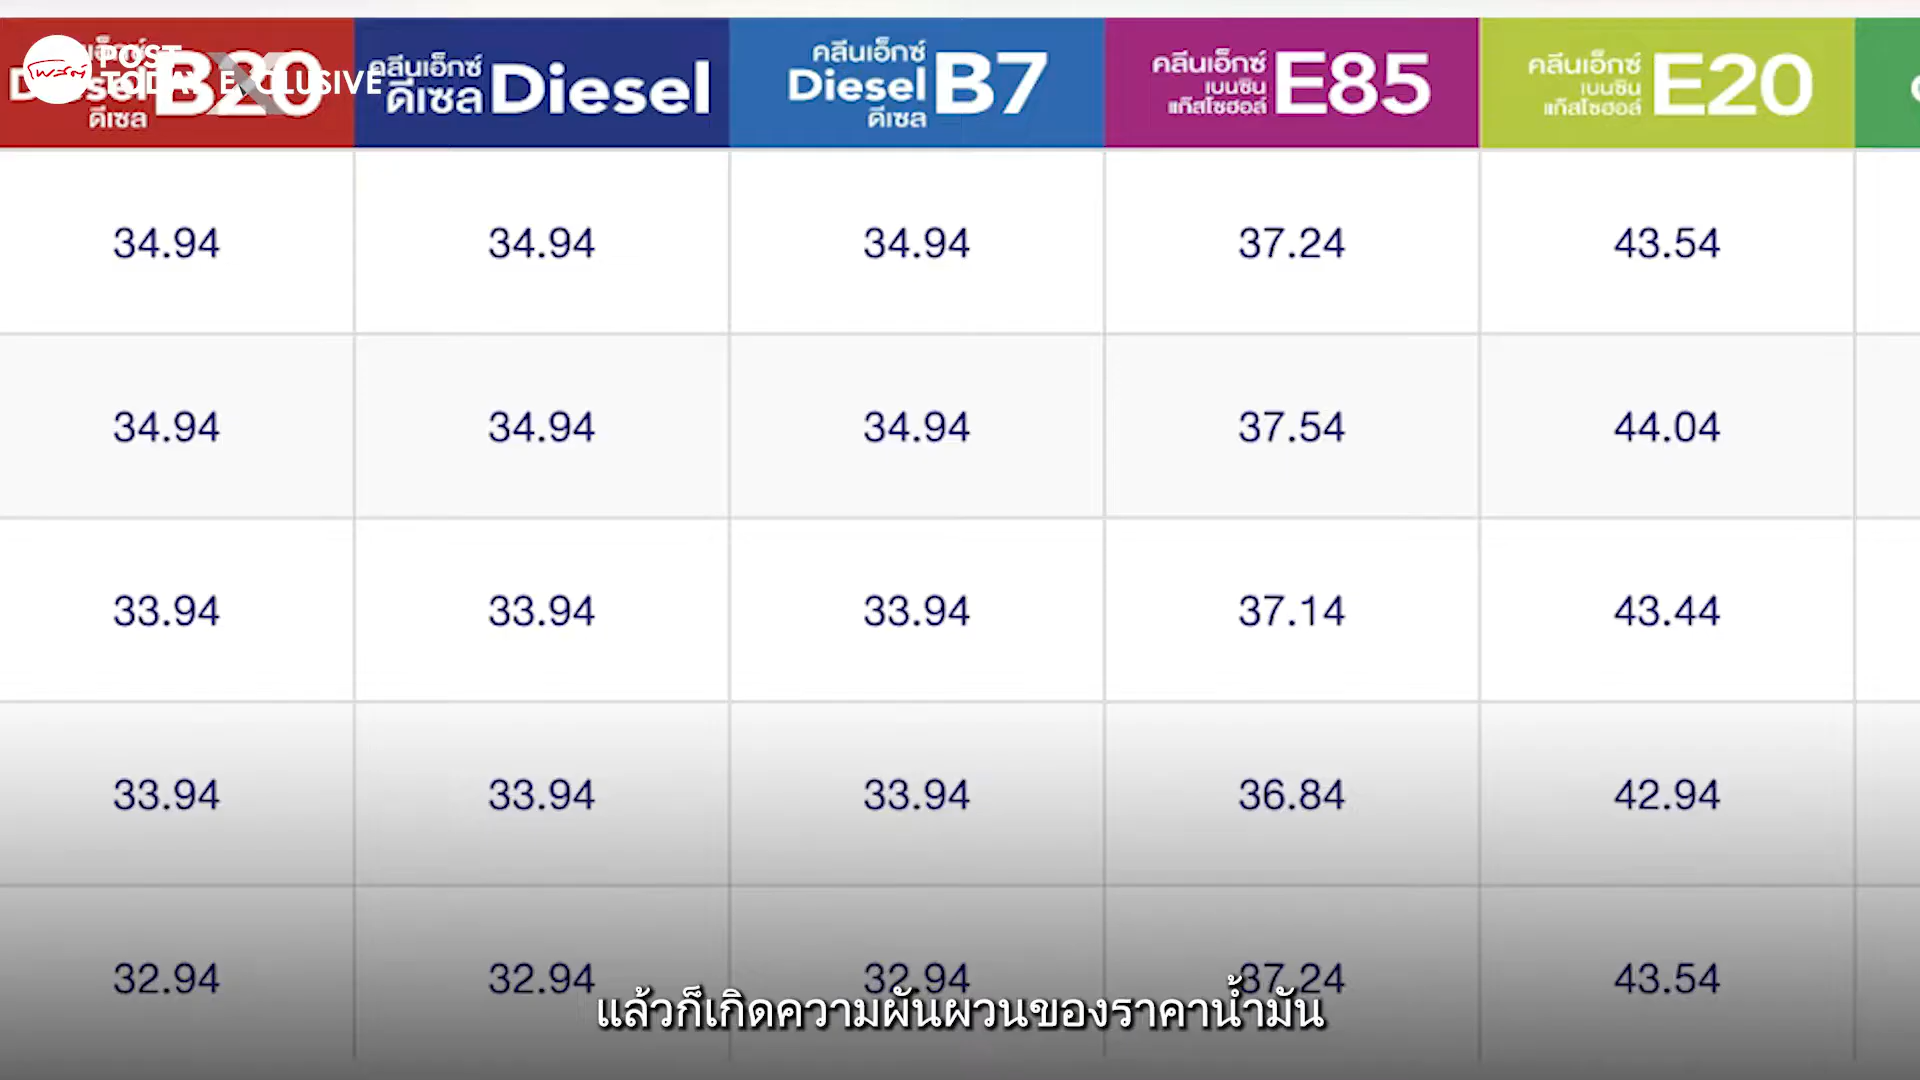 POST
TODAY EXCLUSIVE
Diesel B20
ดีเซล
คลีนเอ็กซ์
ดีเซล Diesel
คลีนเอ็กซ์
Diesel B7
ดีเซล
คลีนเอ็กซ์
เบนซิน
แก๊สโซฮอล์ E85
คลีนเอ็กซ์
เบนซิน
แก๊สโซฮอล์ E20
34.94 34.94 34.94 37.24 43.54
34.94 34.94 34.94 37.54 44.04
33.94 33.94 33.94 37.14 43.44
33.94 33.94 33.94 36.84 42.94
32.94 32.94 32.94 37.24 43.54
แล้วก็เกิดความผันผวนของราคาน้ำมัน